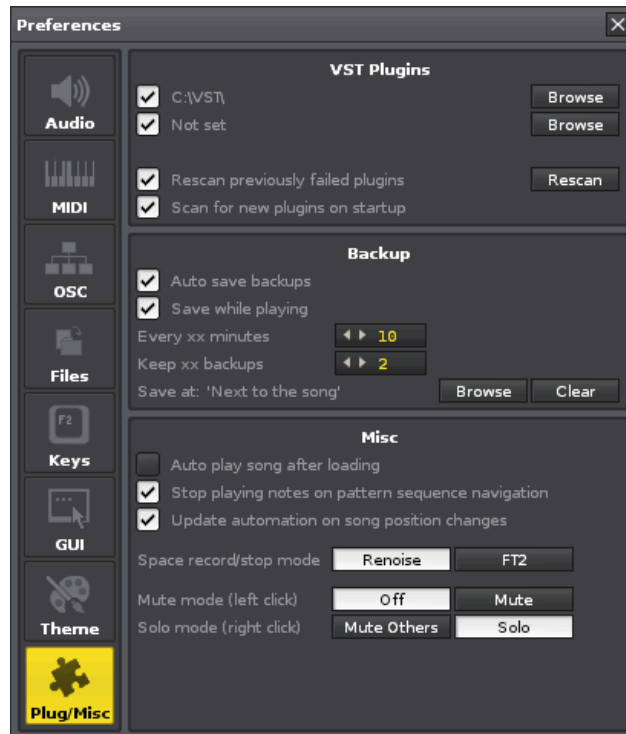 Preferences
Audio
MIDI
OSC
Files
F2
Keys
GUI
Theme
Plug/Misc
VST Plugins
C:\VST\
Browse
Not set
Browse
Rescan previously failed plugins
Rescan
Scan for new plugins on startup
Backup
Auto save backups
Save while playing
Every xx minutes 10
Keep xx backups 2
Save at: 'Next to the song' Browse Clear
Misc
Auto play song after loading
Stop playing notes on pattern sequence navigation
Update automation on song position changes
Space record/stop mode Renoise FT2
Mute mode (left click) Off Mute
Solo mode (right click) Mute Others Solo